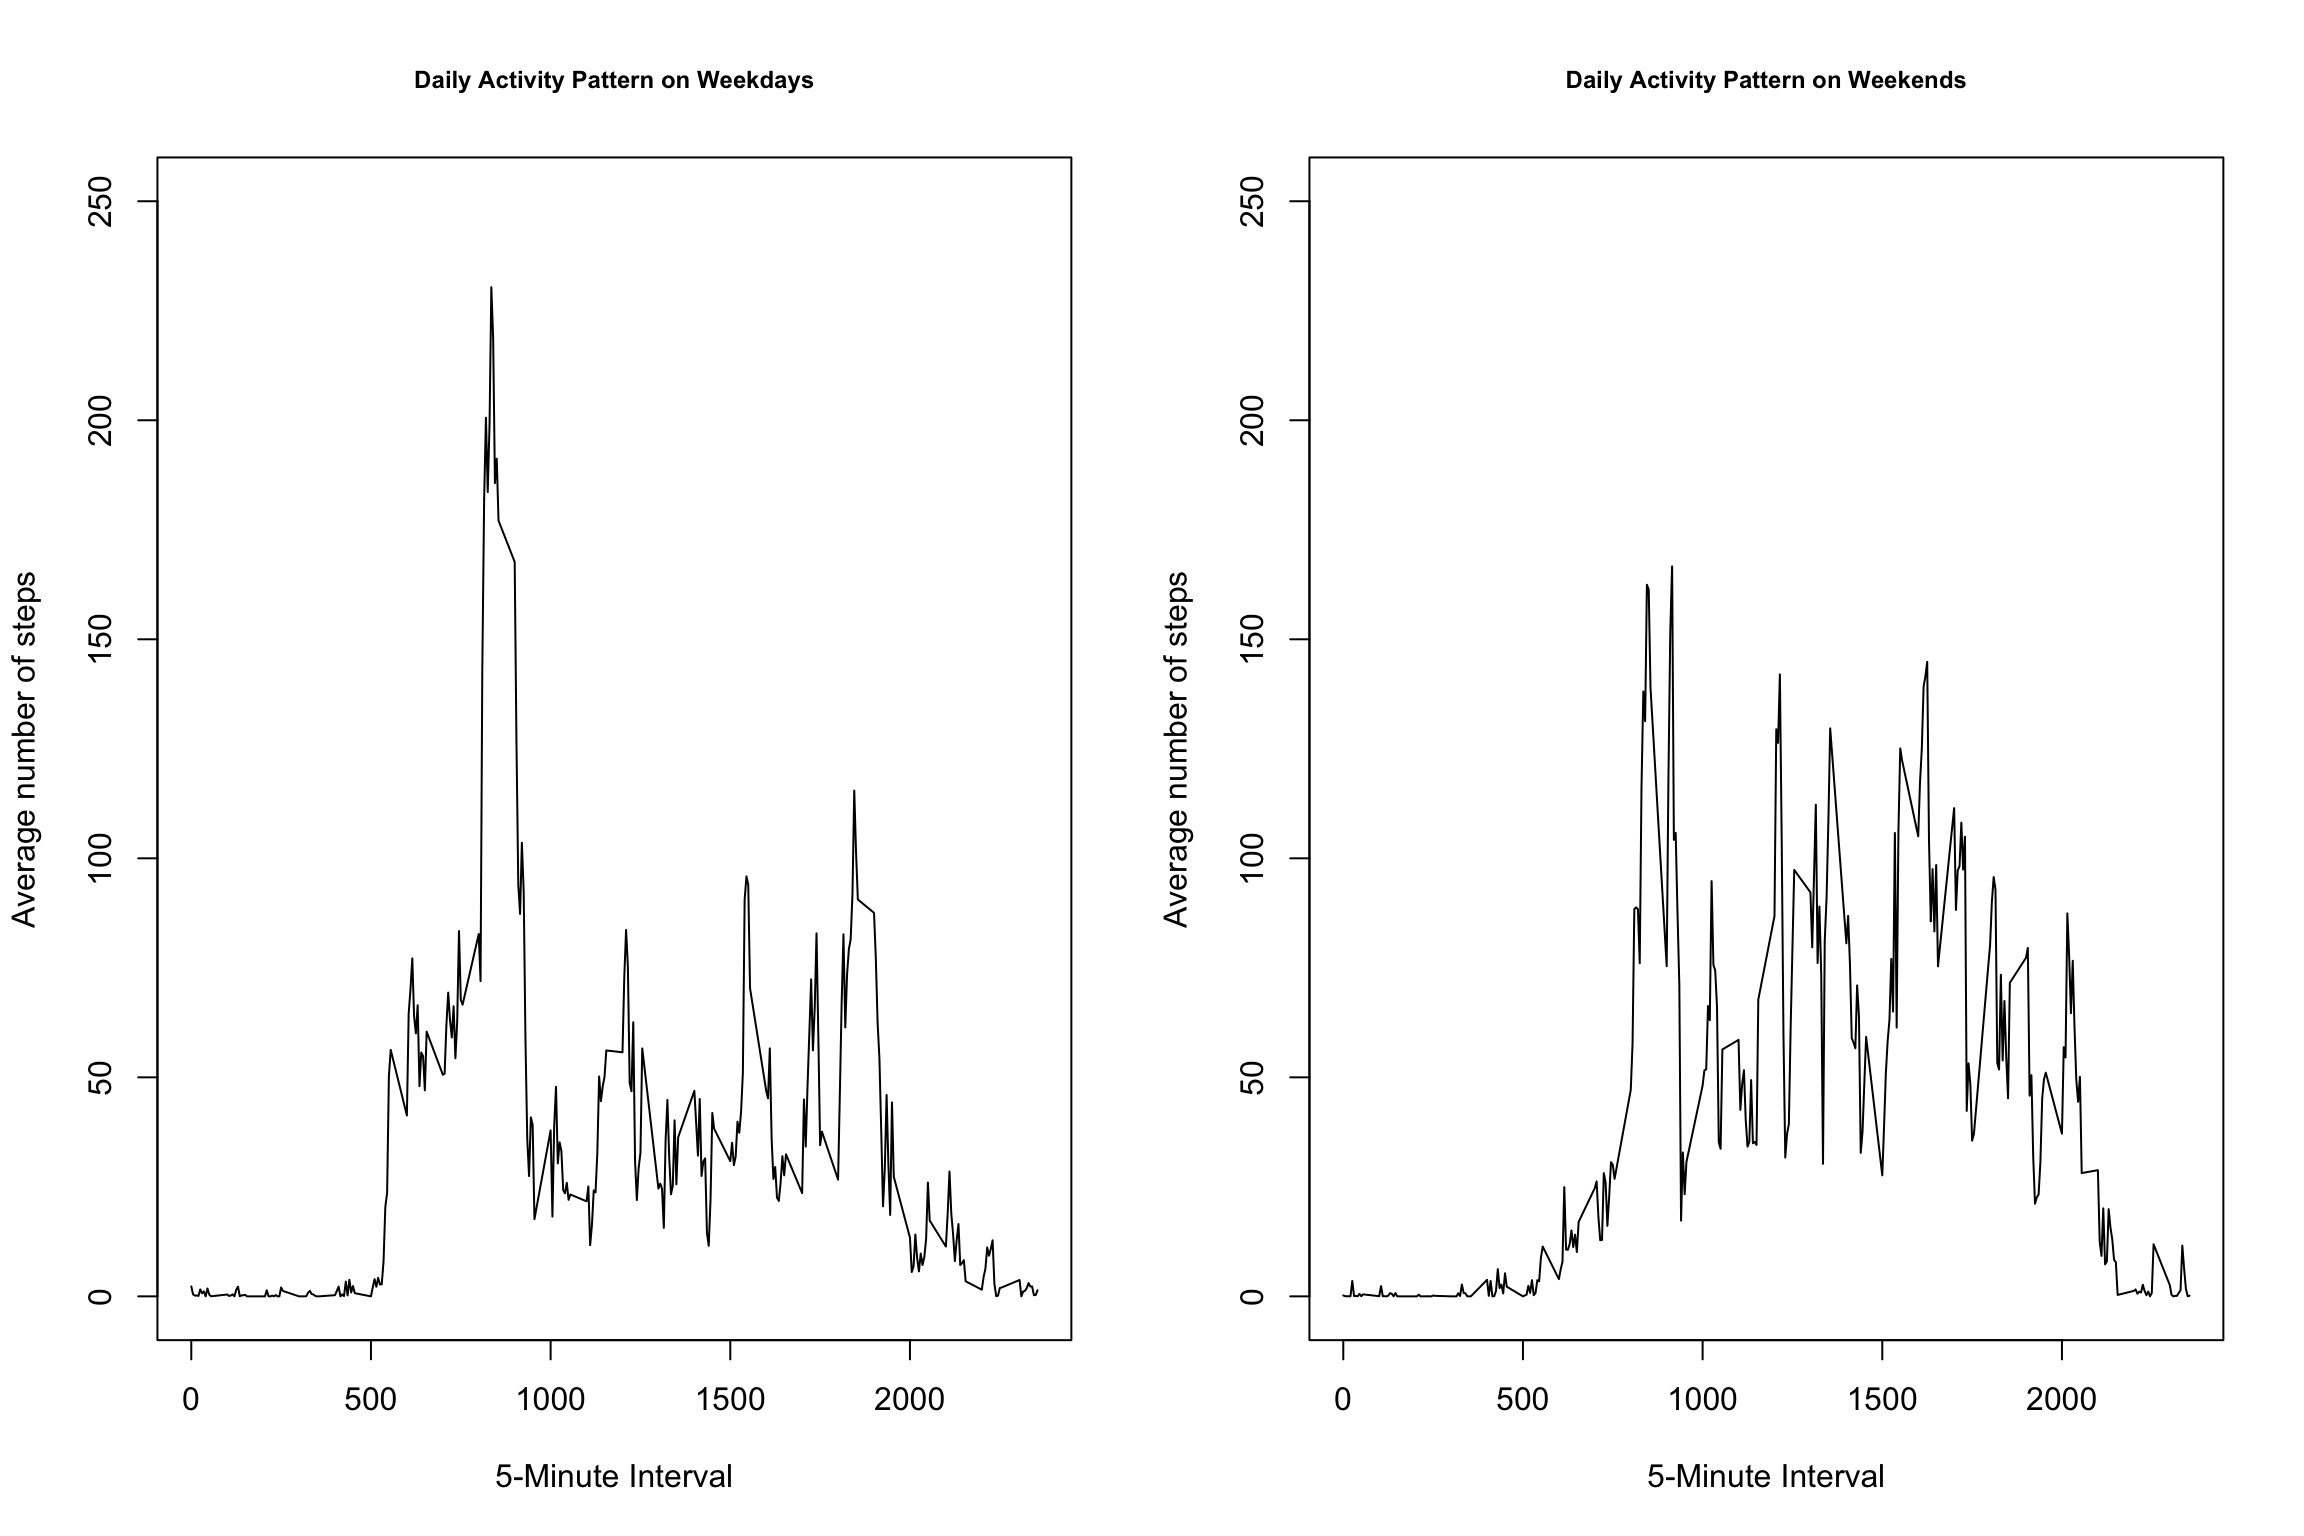 Daily Activity Pattern on Weekdays
Average number of steps
250
200
150
100
50
0
0 500 1000 1500 2000
5-Minute Interval
Daily Activity Pattern on Weekends
Average number of steps
250
200
150
100
50
0
0 500 1000 1500 2000
5-Minute Interval